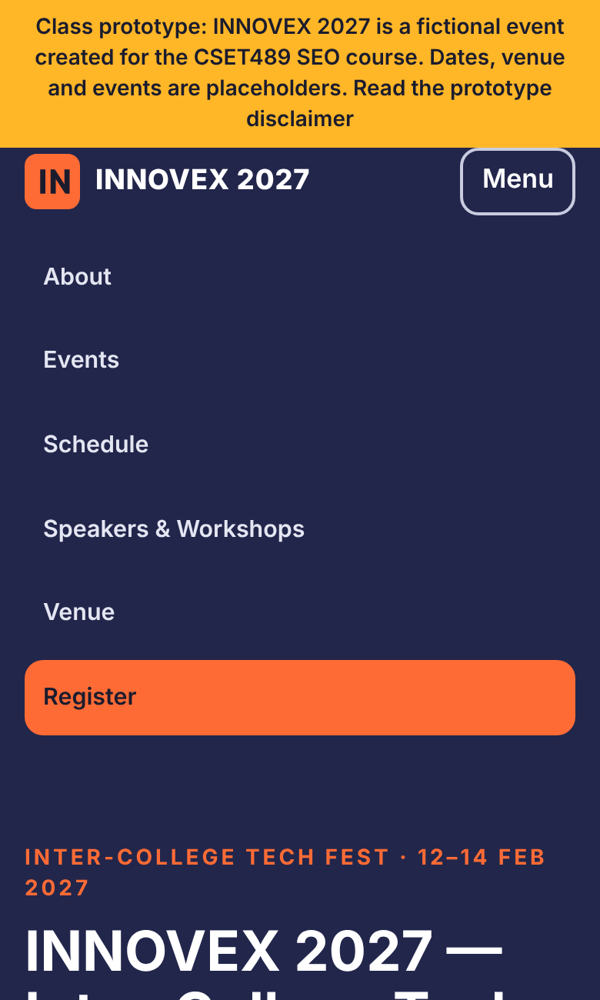 Class prototype: INNOVEX 2027 is a fictional event
created for the CSET489 SEO course. Dates, venue
and events are placeholders. Read the prototype
disclaimer
IN INNOVEX 2027 Menu
About
Events
Schedule
Speakers & Workshops
Venue
Register
INTER-COLLEGE TECH FEST · 12–14 FEB
2027
INNOVEX 2027 —